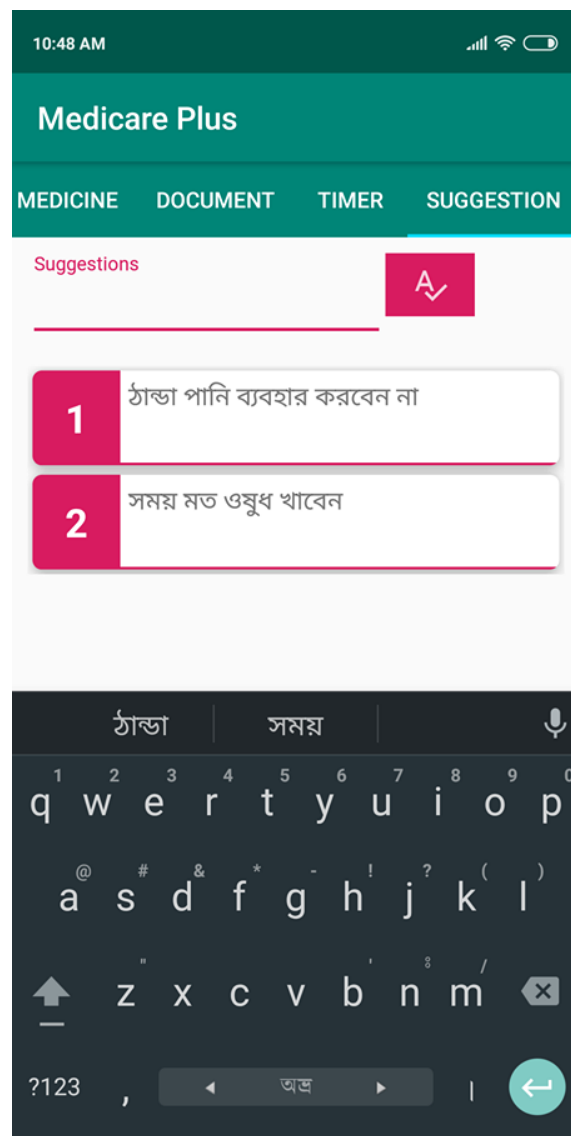 10:48 AM
Medicare Plus
MEDICINE DOCUMENT TIMER SUGGESTION
Suggestions
1 ঠান্ডা পানি ব্যবহার করবেন না
2 সময় মত ওষুধ খাবেন
ঠান্ডা সময়
1 2 3 4 5 6 7 8 9 0
q w e r t y u i o p
@ # & * - ! ? ( )
a s d f g h j k l
" ' ঃ /
z x c v b n m
?123 , ◄ অভ্র ► ।